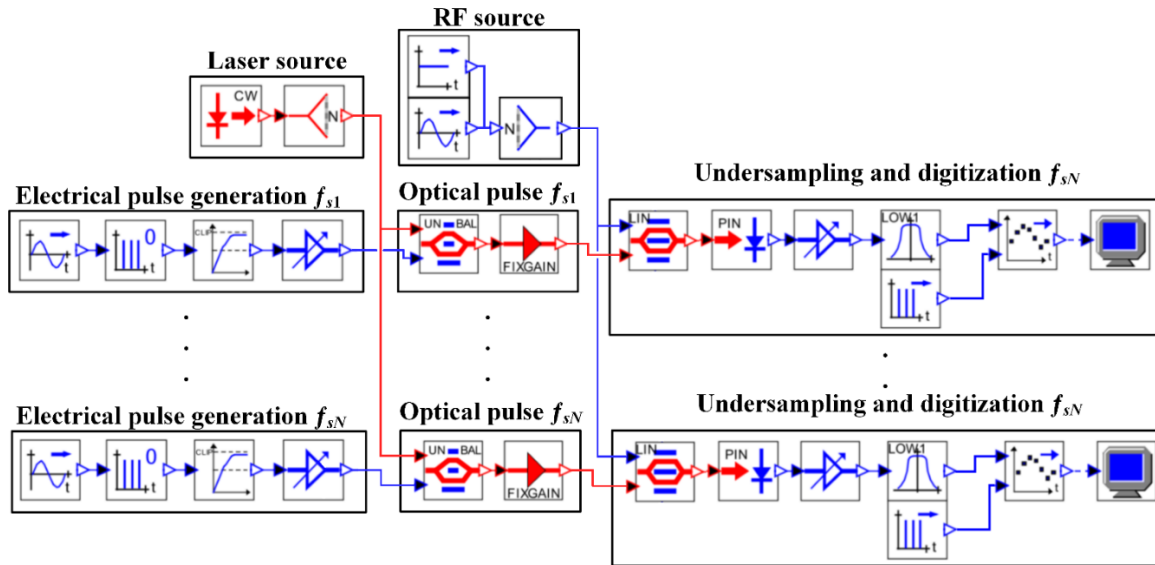 RF source
Laser source
t
CW
N
N
t
Electrical pulse generation fs1
Optical pulse fs1
Undersampling and digitization fsN
t
0
t
CLIP
UN BAL
FIXGAIN
LIN
PIN
LOW1
t
t
Electrical pulse generation fsN
Optical pulse fsN
Undersampling and digitization fsN
t
0
t
CLIP
UN BAL
FIXGAIN
LIN
PIN
LOW1
t
t